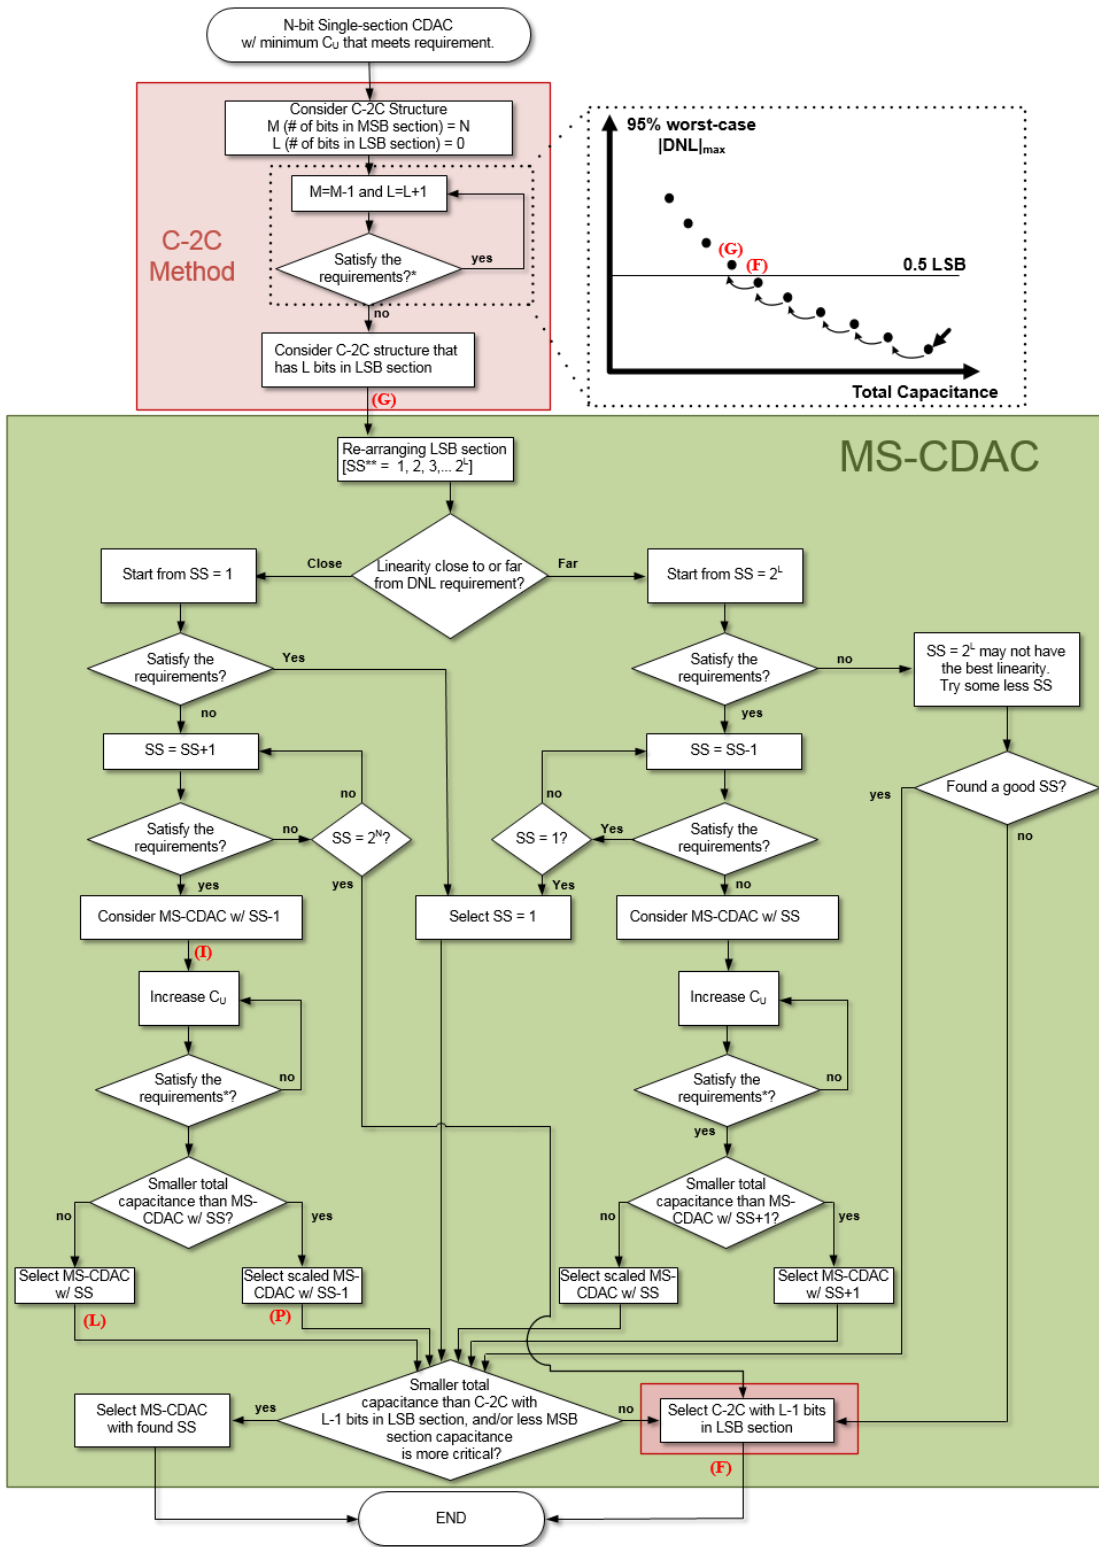 N-bit Single-section CDAC
w/ minimum CU that meets requirement.
Consider C-2C Structure
M (# of bits in MSB section) = N
L (# of bits in LSB section) = 0
M=M-1 and L=L+1
C-2C
Method
Satisfy the
requirements?*
yes
no
Consider C-2C structure that
has L bits in LSB section
(G)
95% worst-case
|DNL|max
(G)
(F)
0.5 LSB
Total Capacitance
MS-CDAC
Re-arranging LSB section
[SS** = 1, 2, 3,... 2^L]
Linearity close to or far
from DNL requirement?
Close
Far
Start from SS = 1
Start from SS = 2^L
Satisfy the
requirements?
Yes
no
Satisfy the
requirements?
no
yes
SS = 2^L may not have
the best linearity.
Try some less SS
SS = SS+1
SS = SS-1
Found a good SS?
yes
no
Satisfy the
requirements?
no
yes
SS = 2^N?
no
yes
SS = 1?
no
Yes
Yes
Satisfy the
requirements?
no
Consider MS-CDAC w/ SS-1
(I)
Select SS = 1
Consider MS-CDAC w/ SS
Increase CU
Increase CU
Satisfy the
requirements*?
no
Satisfy the
requirements*?
no
yes
Smaller total
capacitance than MS-
CDAC w/ SS?
no
yes
Smaller total
capacitance than MS-
CDAC w/ SS+1?
no
yes
Select MS-CDAC
w/ SS
(L)
Select scaled MS-
CDAC w/ SS-1
(P)
Select scaled MS-
CDAC w/ SS
Select MS-CDAC
w/ SS+1
Smaller total
capacitance than C-2C with
L-1 bits in LSB section, and/or less MSB
section capacitance
is more critical?
yes
no
Select MS-CDAC
with found SS
Select C-2C with L-1 bits
in LSB section
(F)
END